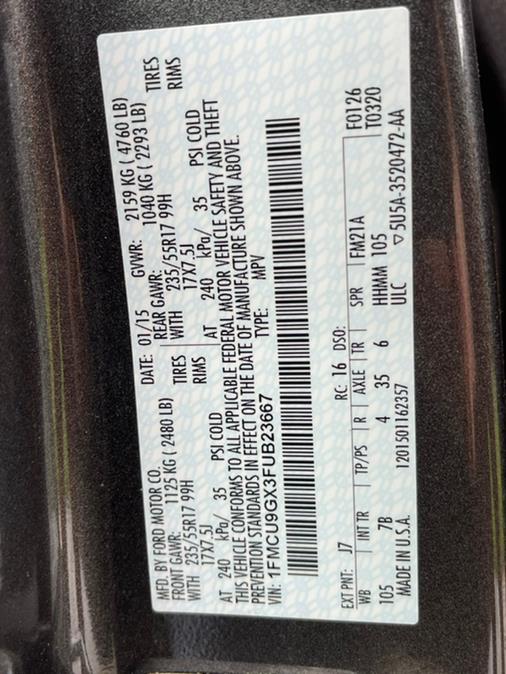 MFD. BY FORD MOTOR CO. DATE: 01/15 GVWR: 2159 KG ( 4760 LB)
FRONT GAWR: 1125 KG ( 2480 LB) REAR GAWR: 1040 KG ( 2293 LB)
WITH 235/55R17 99H TIRES WITH 235/55R17 99H TIRES
17X7.5J RIMS 17X7.5J RIMS
AT 240 kPa/ 35 PSI COLD AT 240 kPa/ 35 PSI COLD
THIS VEHICLE CONFORMS TO ALL APPLICABLE FEDERAL MOTOR VEHICLE SAFETY AND THEFT
PREVENTION STANDARDS IN EFFECT ON THE DATE OF MANUFACTURE SHOWN ABOVE.
VIN: 1FMCU9GX3FUB23667 TYPE: MPV
EXT PNT: J7 RC: 16 DSO: F0126
WB INT TR TP/PS R AXLE TR SPR FM21A T0320
105 7B 4 35 6 HHMM 105
MADE IN U.S.A. 1201501162357 ULC ▽5U5A-3520472-AA